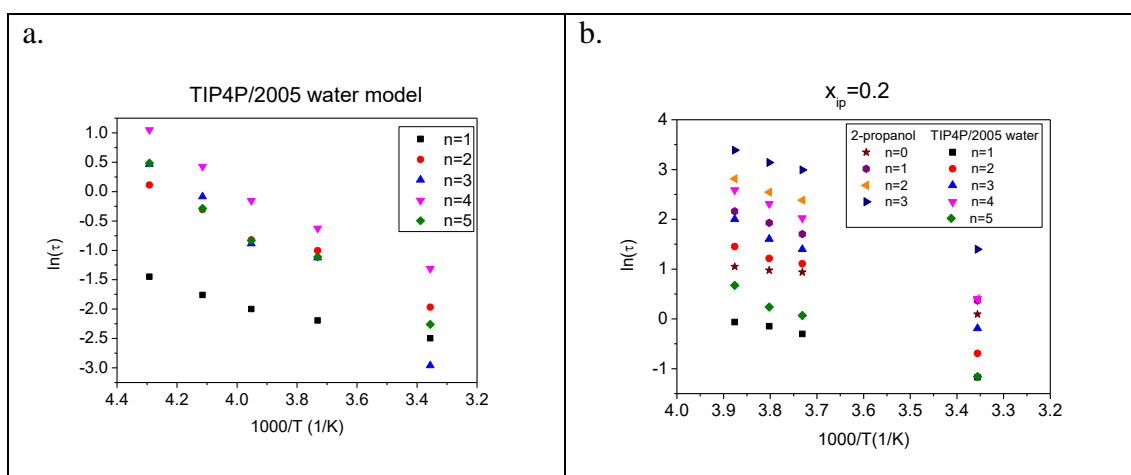 a.
TIP4P/2005 water model
1.0
0.5
0.0
-0.5
-1.0
-1.5
-2.0
-2.5
-3.0
ln(τ)
n=1
n=2
n=3
n=4
n=5
4.4 4.2 4.0 3.8 3.6 3.4 3.2
1000/T (1/K)
b.
x_ip=0.2
4
3
2
1
0
-1
ln(τ)
2-propanol TIP4P/2005 water
n=0 n=1
n=1 n=2
n=2 n=3
n=3 n=4
n=5
4.0 3.9 3.8 3.7 3.6 3.5 3.4 3.3 3.2
1000/T(1/K)